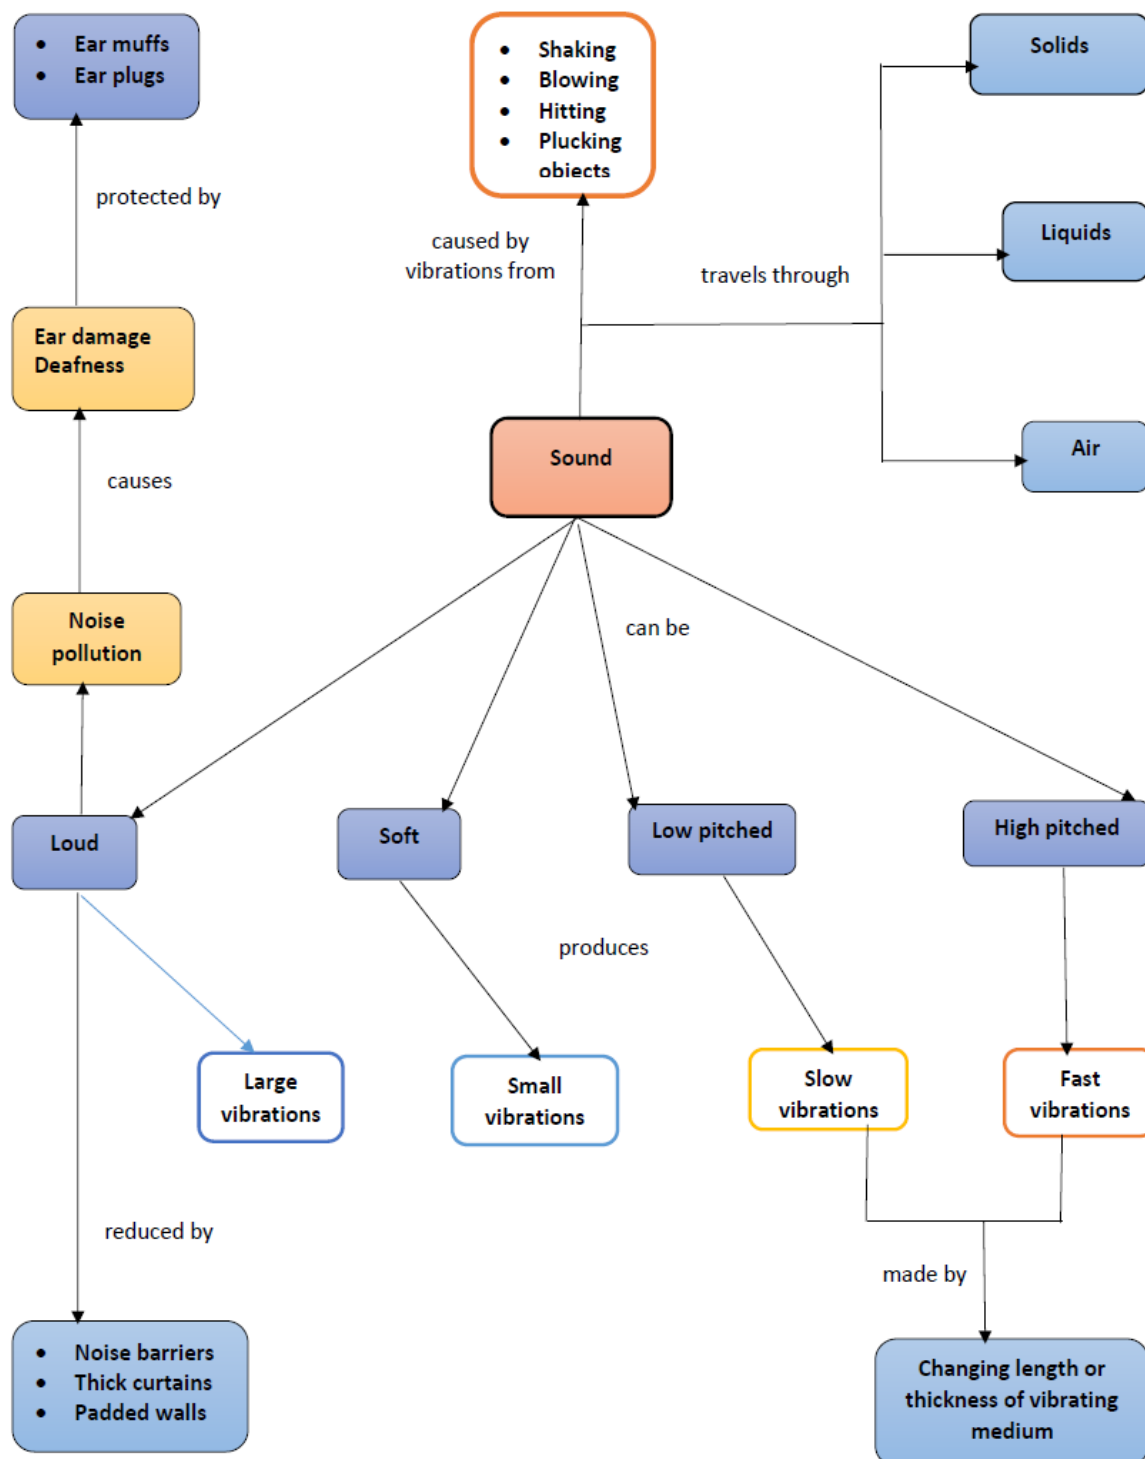 • Ear muffs
• Ear plugs
• Shaking
• Blowing
• Hitting
• Plucking
objects
Solids
protected by
Liquids
caused by
vibrations from
travels through
Ear damage
Deafness
Sound
Air
causes
Noise
pollution
can be
Loud
Soft
Low pitched
High pitched
produces
Large
vibrations
Small
vibrations
Slow
vibrations
Fast
vibrations
reduced by
made by
• Noise barriers
• Thick curtains
• Padded walls
Changing length or
thickness of vibrating
medium